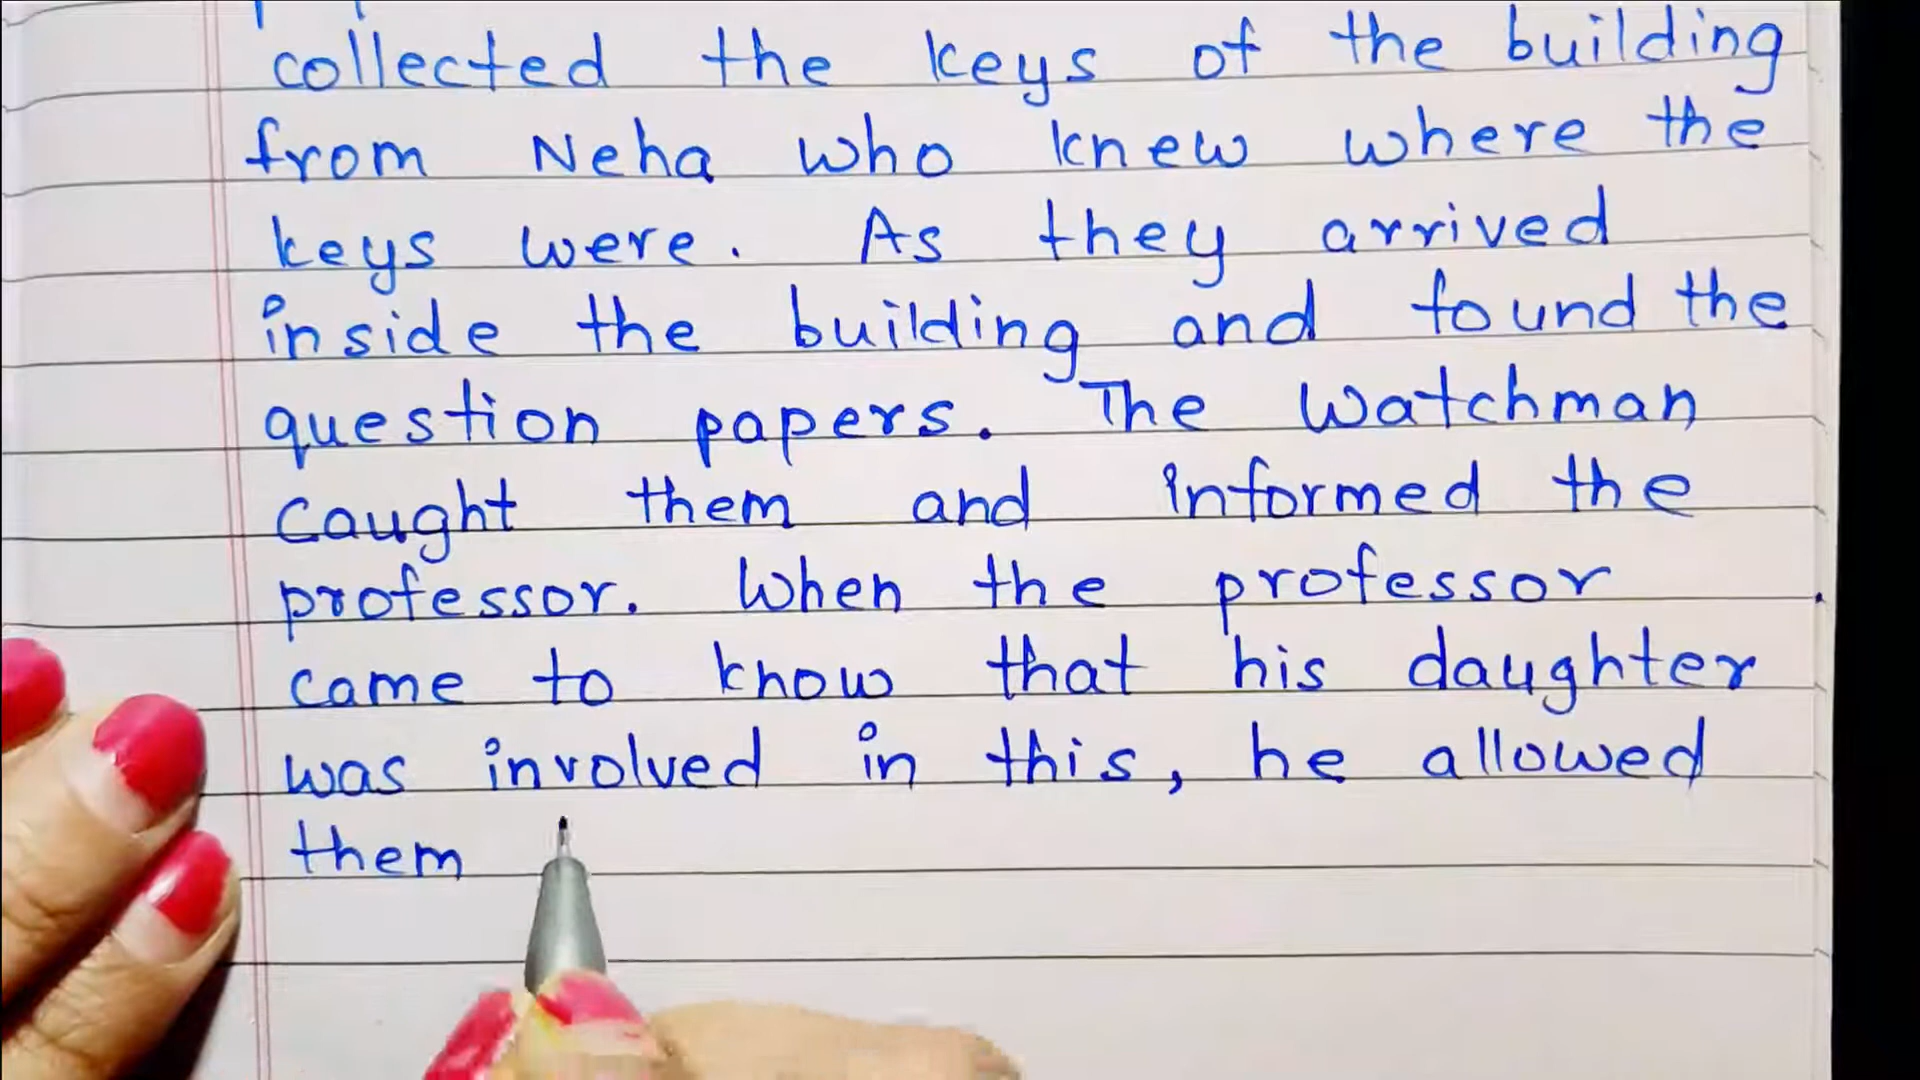 collected the keys of the building
from Neha who knew where the
keys were. As they arrived
inside the building and found the
question papers. The Watchman
caught them and informed the
professor. When the professor
came to know that his daughter
was involved in this, he allowed
them